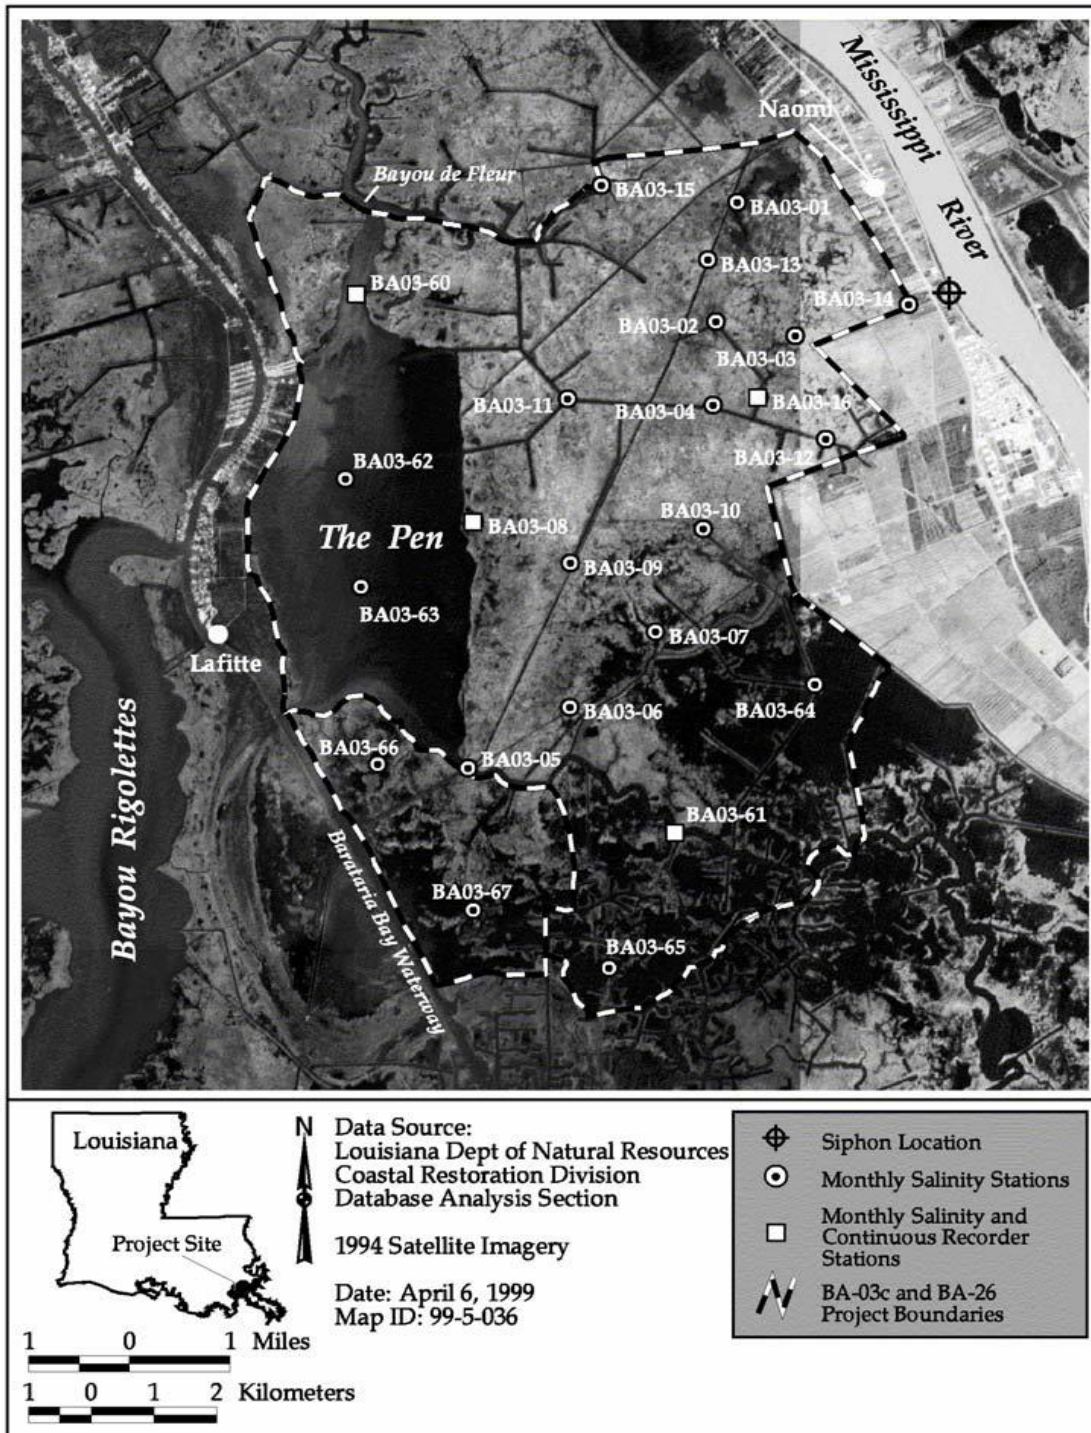 Mississippi
River
Naomi
Bayou de Fleur
BA03-15
BA03-01
BA03-13
BA03-60
BA03-14
BA03-02
BA03-03
BA03-11
BA03-04
BA03-16
BA03-12
BA03-62
BA03-10
The Pen
BA03-08
BA03-09
BA03-63
BA03-07
Lafitte
BA03-64
BA03-06
BA03-66
BA03-05
BA03-61
Bayou Rigolettes
Barataria Bay Waterway
BA03-67
BA03-65
Louisiana
Project Site
N
Data Source:
Louisiana Dept of Natural Resources
Coastal Restoration Division
Database Analysis Section
1994 Satellite Imagery
Date: April 6, 1999
Map ID: 99-5-036
1 0 1 Miles
1 0 1 2 Kilometers
Siphon Location
Monthly Salinity Stations
Monthly Salinity and
Continuous Recorder
Stations
BA-03c and BA-26
Project Boundaries